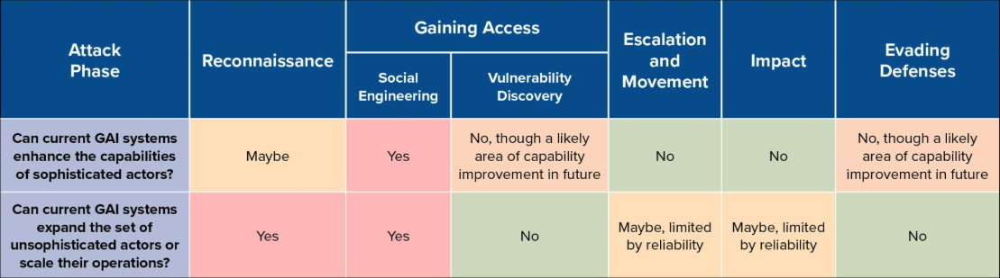 Attack
Phase
Reconnaissance
Gaining Access
Social
Engineering
Vulnerability
Discovery
Escalation
and
Movement
Impact
Evading
Defenses
Can current GAI systems
enhance the capabilities
of sophisticated actors?
Maybe
Yes
No, though a likely
area of capability
improvement in future
No
No
No, though a likely
area of capability
improvement in future
Can current GAI systems
expand the set of
unsophisticated actors or
scale their operations?
Yes
Yes
No
Maybe, limited
by reliability
Maybe, limited
by reliability
No